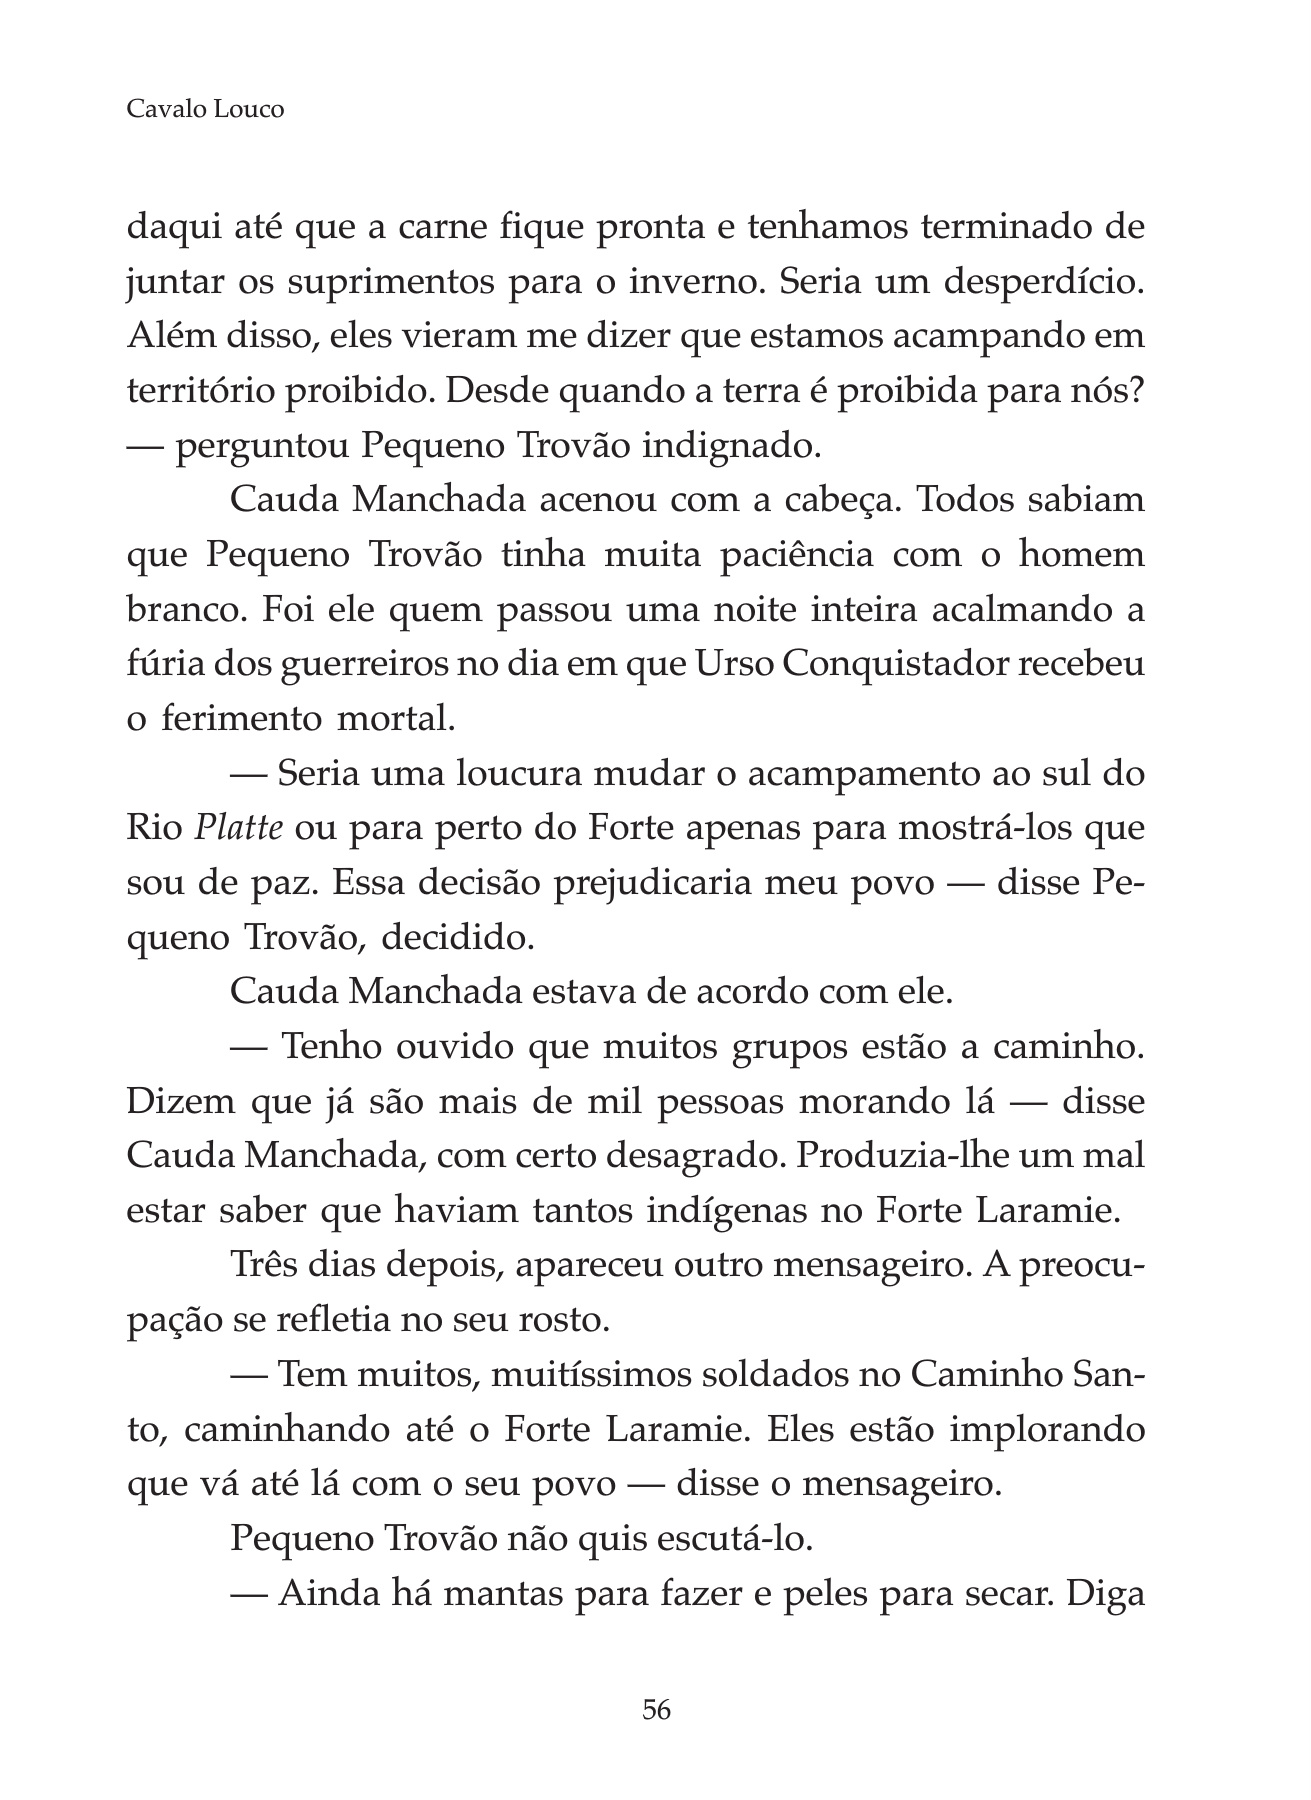 Cavalo Louco
daqui até que a carne fique pronta e tenhamos terminado de
juntar os suprimentos para o inverno. Seria um desperdício.
Além disso, eles vieram me dizer que estamos acampando em
território proibido. Desde quando a terra é proibida para nós?
— perguntou Pequeno Trovão indignado.
Cauda Manchada acenou com a cabeça. Todos sabiam
que Pequeno Trovão tinha muita paciência com o homem
branco. Foi ele quem passou uma noite inteira acalmando a
fúria dos guerreiros no dia em que Urso Conquistador recebeu
o ferimento mortal.
— Seria uma loucura mudar o acampamento ao sul do
Rio Platte ou para perto do Forte apenas para mostrá-los que
sou de paz. Essa decisão prejudicaria meu povo — disse Pe-
queno Trovão, decidido.
Cauda Manchada estava de acordo com ele.
— Tenho ouvido que muitos grupos estão a caminho.
Dizem que já são mais de mil pessoas morando lá — disse
Cauda Manchada, com certo desagrado. Produzia-lhe um mal
estar saber que haviam tantos indígenas no Forte Laramie.
Três dias depois, apareceu outro mensageiro. A preocu-
pação se refletia no seu rosto.
— Tem muitos, muitíssimos soldados no Caminho San-
to, caminhando até o Forte Laramie. Eles estão implorando
que vá até lá com o seu povo — disse o mensageiro.
Pequeno Trovão não quis escutá-lo.
— Ainda há mantas para fazer e peles para secar. Diga
56